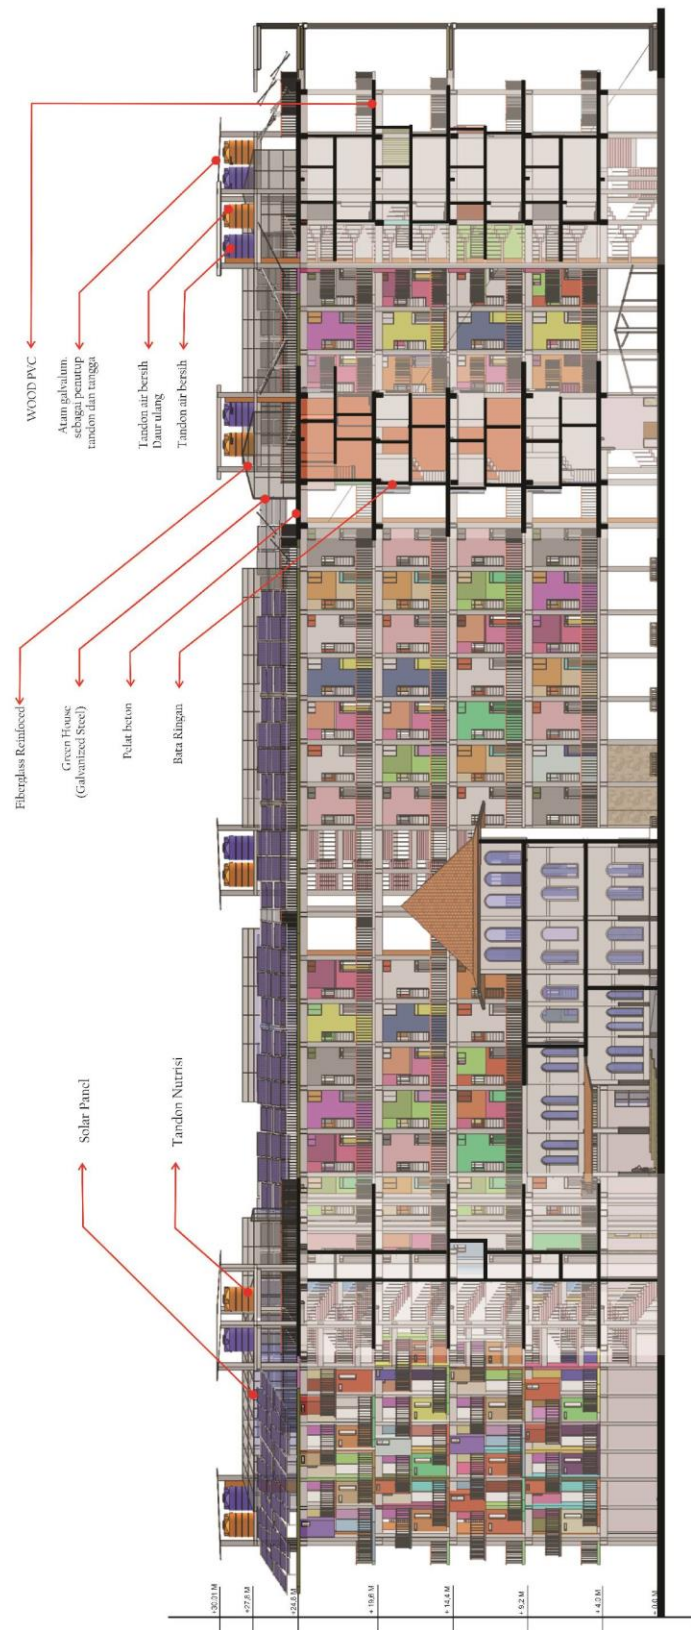 Solar Panel
Tandon Nutrisi
Fiberglass Reinfoced
Green House
(Galvanized Steel)
Pelat beton
Bata Ringan
WOOD PVC
Atam galvalum
sebagai penutup
tandon dan tangga
Tandon air bersih
Daur ulang
Tandon air bersih
+30.01 M
+27,8 M
+24,8 M
+ 19,6 M
+ 14,4 M
+ 9,2 M
+ 4,0 M
+ 0.0 M